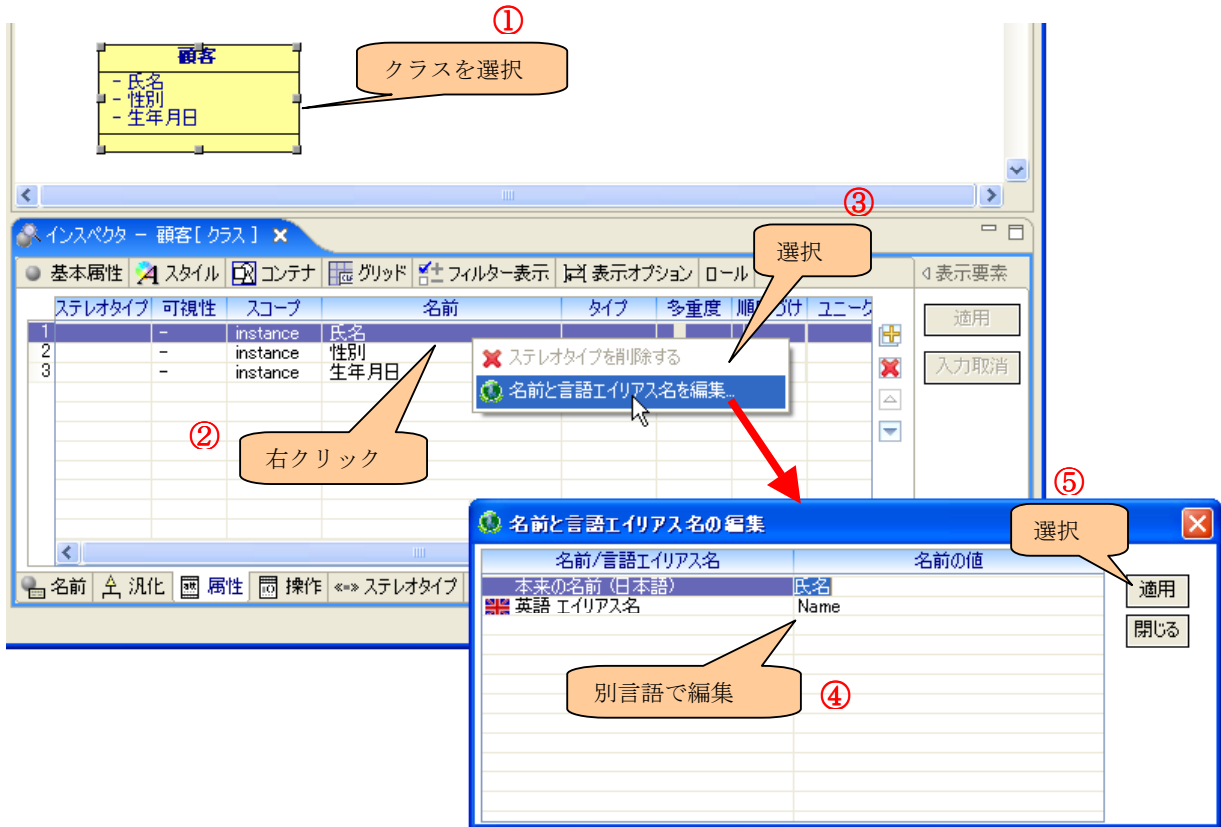 ①
顧客
- 氏名
- 性別
- 生年月日
クラスを選択
③
インスペクタ - 顧客[ クラス ]
選択
基本属性 スタイル コンテナ グリッド フィルター表示 表示オプション ロール 表示要素
ステレオタイプ 可視性 スコープ 名前 タイプ 多重度
適用
1 - instance 氏名
2 - instance 性別
3 - instance 生年月日
入力取消
ステレオタイプを削除する
名前と言語エイリアス名を編集...
②
右クリック
⑤
名前と言語エイリアス名の編集
選択
名前/言語エイリアス名 名前の値
本来の名前 (日本語) 氏名
英語 エイリアス名 Name
適用
閉じる
名前 汎化 属性 操作 «-» ステレオタイプ
別言語で編集
④